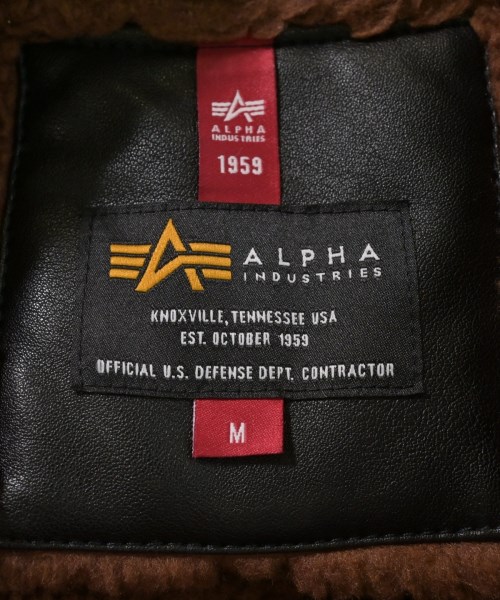 ALPHA
INDUSTRIES
1959
ALPHA
INDUSTRIES
KNOXVILLE, TENNESSEE USA
EST. OCTOBER 1959
OFFICIAL U.S. DEFENSE DEPT. CONTRACTOR
M